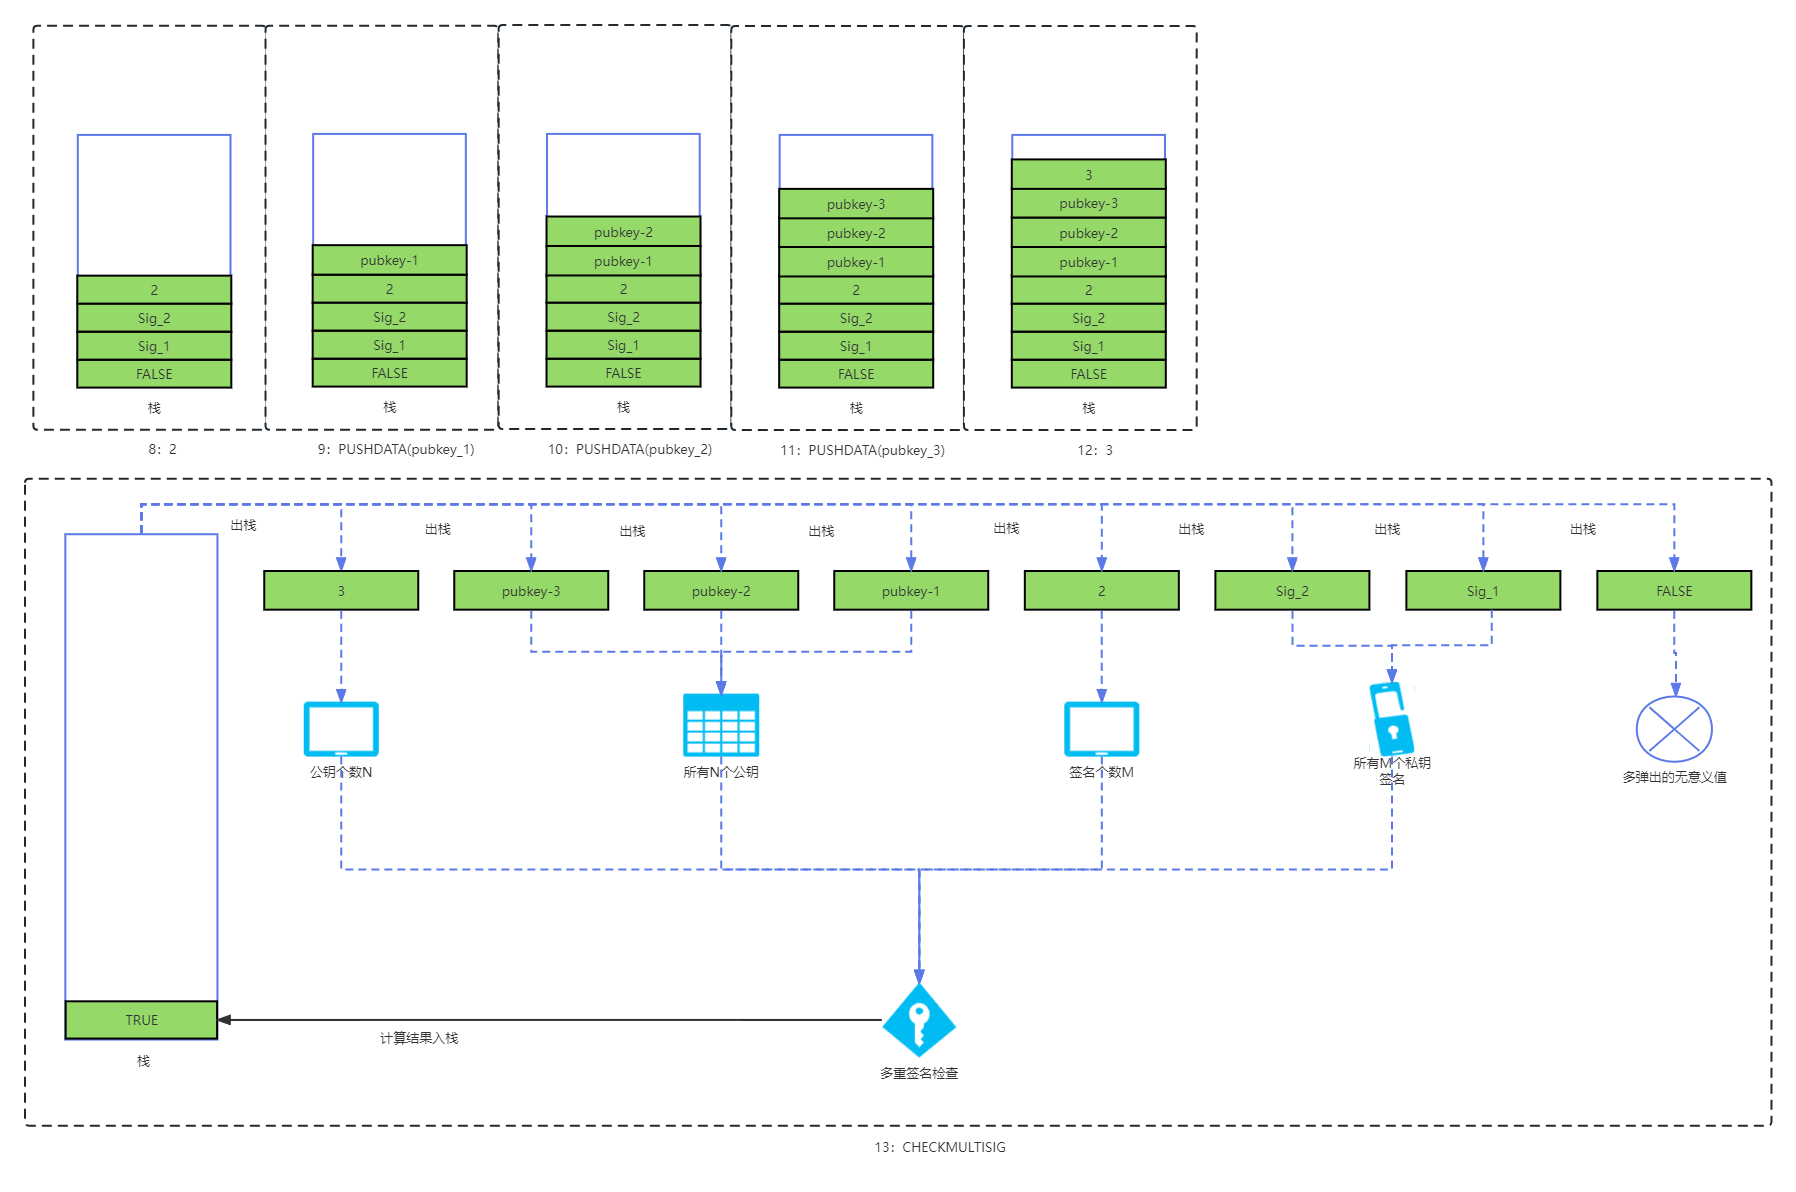 2
Sig_2
Sig_1
FALSE
栈
8：2
pubkey-1
2
Sig_2
Sig_1
FALSE
栈
9：PUSHDATA(pubkey_1)
pubkey-2
pubkey-1
2
Sig_2
Sig_1
FALSE
栈
10：PUSHDATA(pubkey_2)
pubkey-3
pubkey-2
pubkey-1
2
Sig_2
Sig_1
FALSE
栈
11：PUSHDATA(pubkey_3)
3
pubkey-3
pubkey-2
pubkey-1
2
Sig_2
Sig_1
FALSE
栈
12：3
出栈
出栈
出栈
出栈
出栈
出栈
出栈
出栈
3
pubkey-3
pubkey-2
pubkey-1
2
Sig_2
Sig_1
FALSE
公钥个数N
所有N个公钥
签名个数M
所有M个私钥
签名
多弹出的无意义值
TRUE
计算结果入栈
栈
多重签名检查
13：CHECKMULTISIG